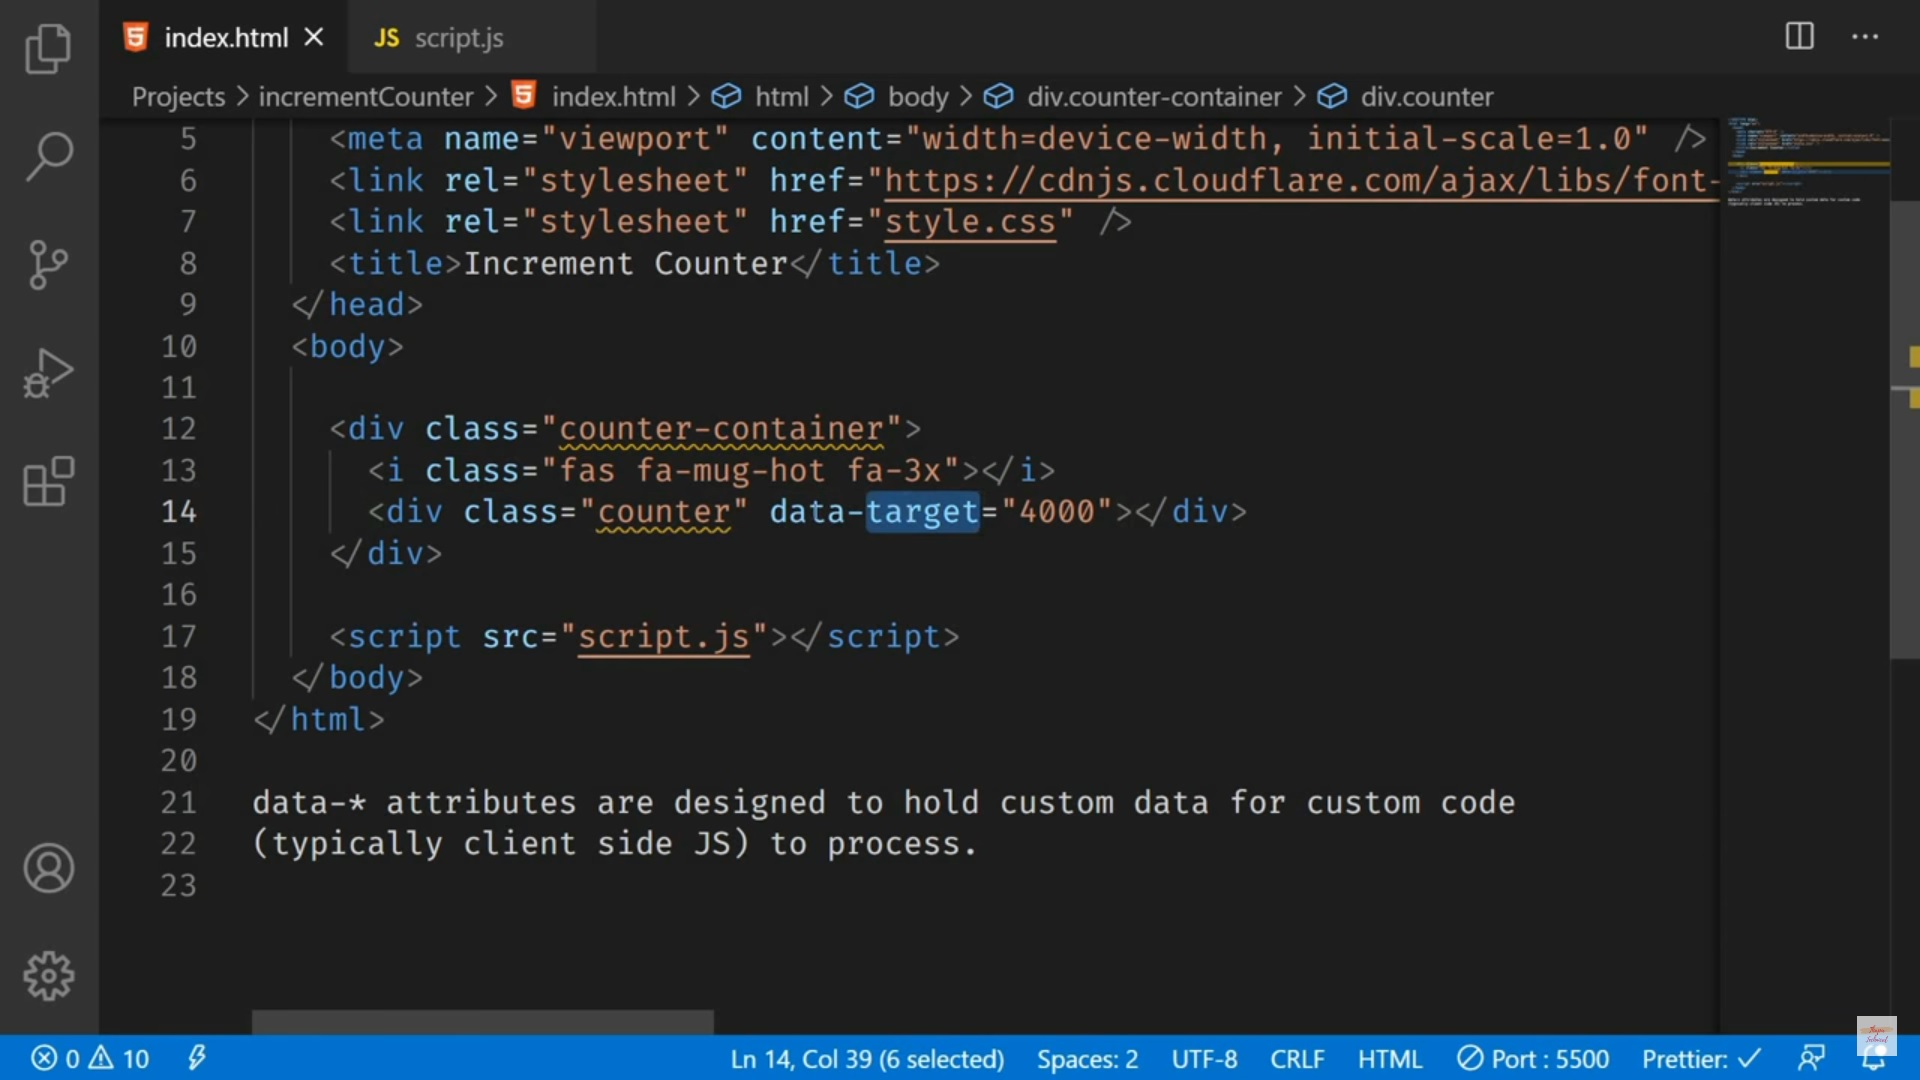 index.html
JS script.js
Projects > incrementCounter > index.html > html > body > div.counter-container > div.counter
5 <meta name="viewport" content="width=device-width, initial-scale=1.0" />
6 <link rel="stylesheet" href="https://cdnjs.cloudflare.com/ajax/libs/font-
7 <link rel="stylesheet" href="style.css" />
8 <title>Increment Counter</title>
9 </head>
10 <body>
11
12 <div class="counter-container">
13 <i class="fas fa-mug-hot fa-3x"></i>
14 <div class="counter" data-target="4000"></div>
15 </div>
16
17 <script src="script.js"></script>
18 </body>
19 </html>
20
21 data-* attributes are designed to hold custom data for custom code
22 (typically client side JS) to process.
23
0 10 Ln 14, Col 39 (6 selected) Spaces: 2 UTF-8 CRLF HTML Port : 5500 Prettier: ✓